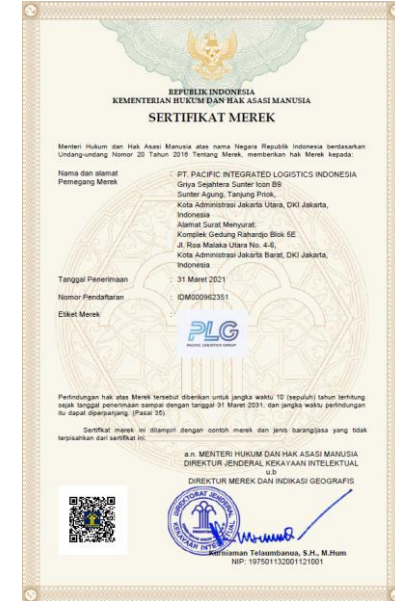 REPUBLIK INDONESIA
KEMENTERIAN HUKUM DAN HAK ASASI MANUSIA
SERTIFIKAT MEREK
Menteri Hukum dan Hak Asasi Manusia atas nama Negara Republik Indonesia berdasarkan
Undang-undang Nomor 20 Tahun 2016 Tentang Merek, memberikan hak Merek kepada:
Nama dan alamat Pemegang Merek : PT. PACIFIC INTEGRATED LOGISTICS INDONESIA
Griya Sejahtera Sunter Icon B9
Sunter Agung, Tanjung Priok,
Kota Administrasi Jakarta Utara, DKI Jakarta,
Indonesia
Alamat Surat Menyurat:
Komplek Gedung Rahardjo Blok 5E
Jl. Roa Malaka Utara No. 4-6,
Kota Administrasi Jakarta Barat, DKI Jakarta,
Indonesia
Tanggal Penerimaan : 31 Maret 2021
Nomor Pendaftaran : IDM000962351
Etiket Merek :
PLG
PACIFIC LOGISTICS GROUP
Perlindungan hak atas Merek tersebut diberikan untuk jangka waktu 10 (sepuluh) tahun terhitung
sejak tanggal penerimaan sampai dengan tanggal 31 Maret 2031, dan jangka waktu perlindungan
itu dapat diperpanjang. (Pasal 35)
Sertifikat merek ini dilampiri dengan contoh merek dan jenis barang/jasa yang tidak
terpisahkan dari sertifikat ini.
a.n. MENTERI HUKUM DAN HAK ASASI MANUSIA
DIREKTUR JENDERAL KEKAYAAN INTELEKTUAL
u.b
DIREKTUR MEREK DAN INDIKASI GEOGRAFIS
Kurniaman Telaumbanua, S.H., M.Hum
NIP: 197501132001121001